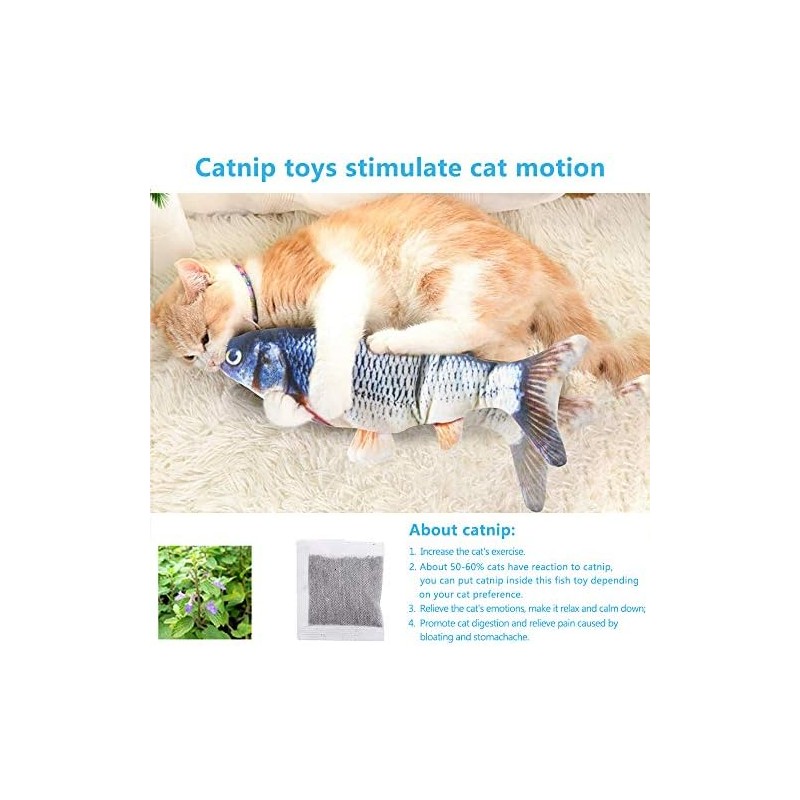 Catnip toys stimulate cat motion
About catnip:
1. Increase the cat's exercise.
2. About 50-60% cats have reaction to catnip,
you can put catnip inside this fish toy depending
on your cat preference.
3. Relieve the cat's emotions, make it relax and calm down;
4. Promote cat digestion and relieve pain caused by
bloating and stomachache.